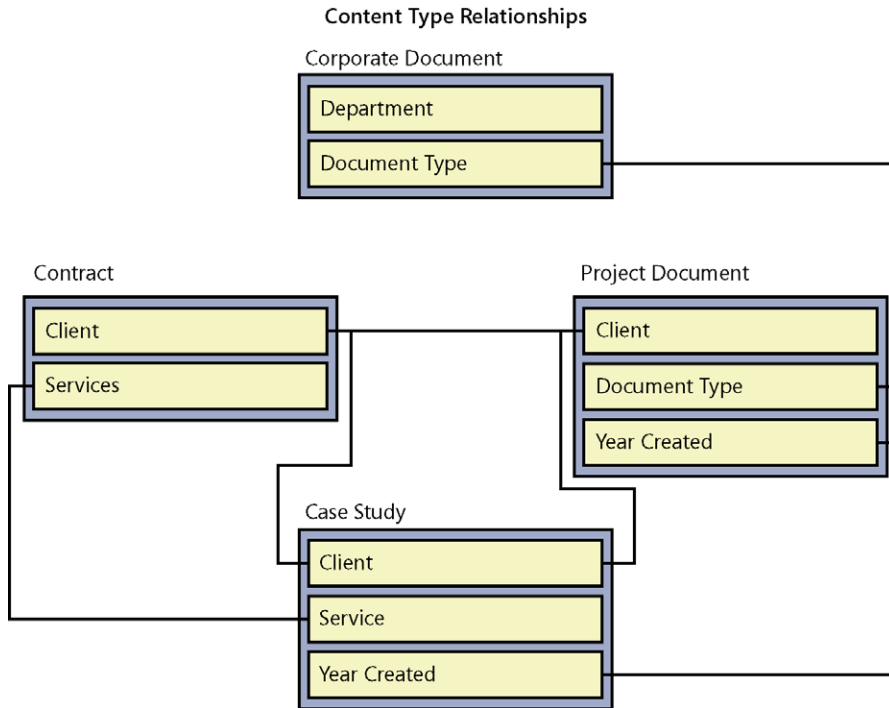 Content Type Relationships
Corporate Document
Department
Document Type
Contract
Client
Services
Project Document
Client
Document Type
Year Created
Case Study
Client
Service
Year Created